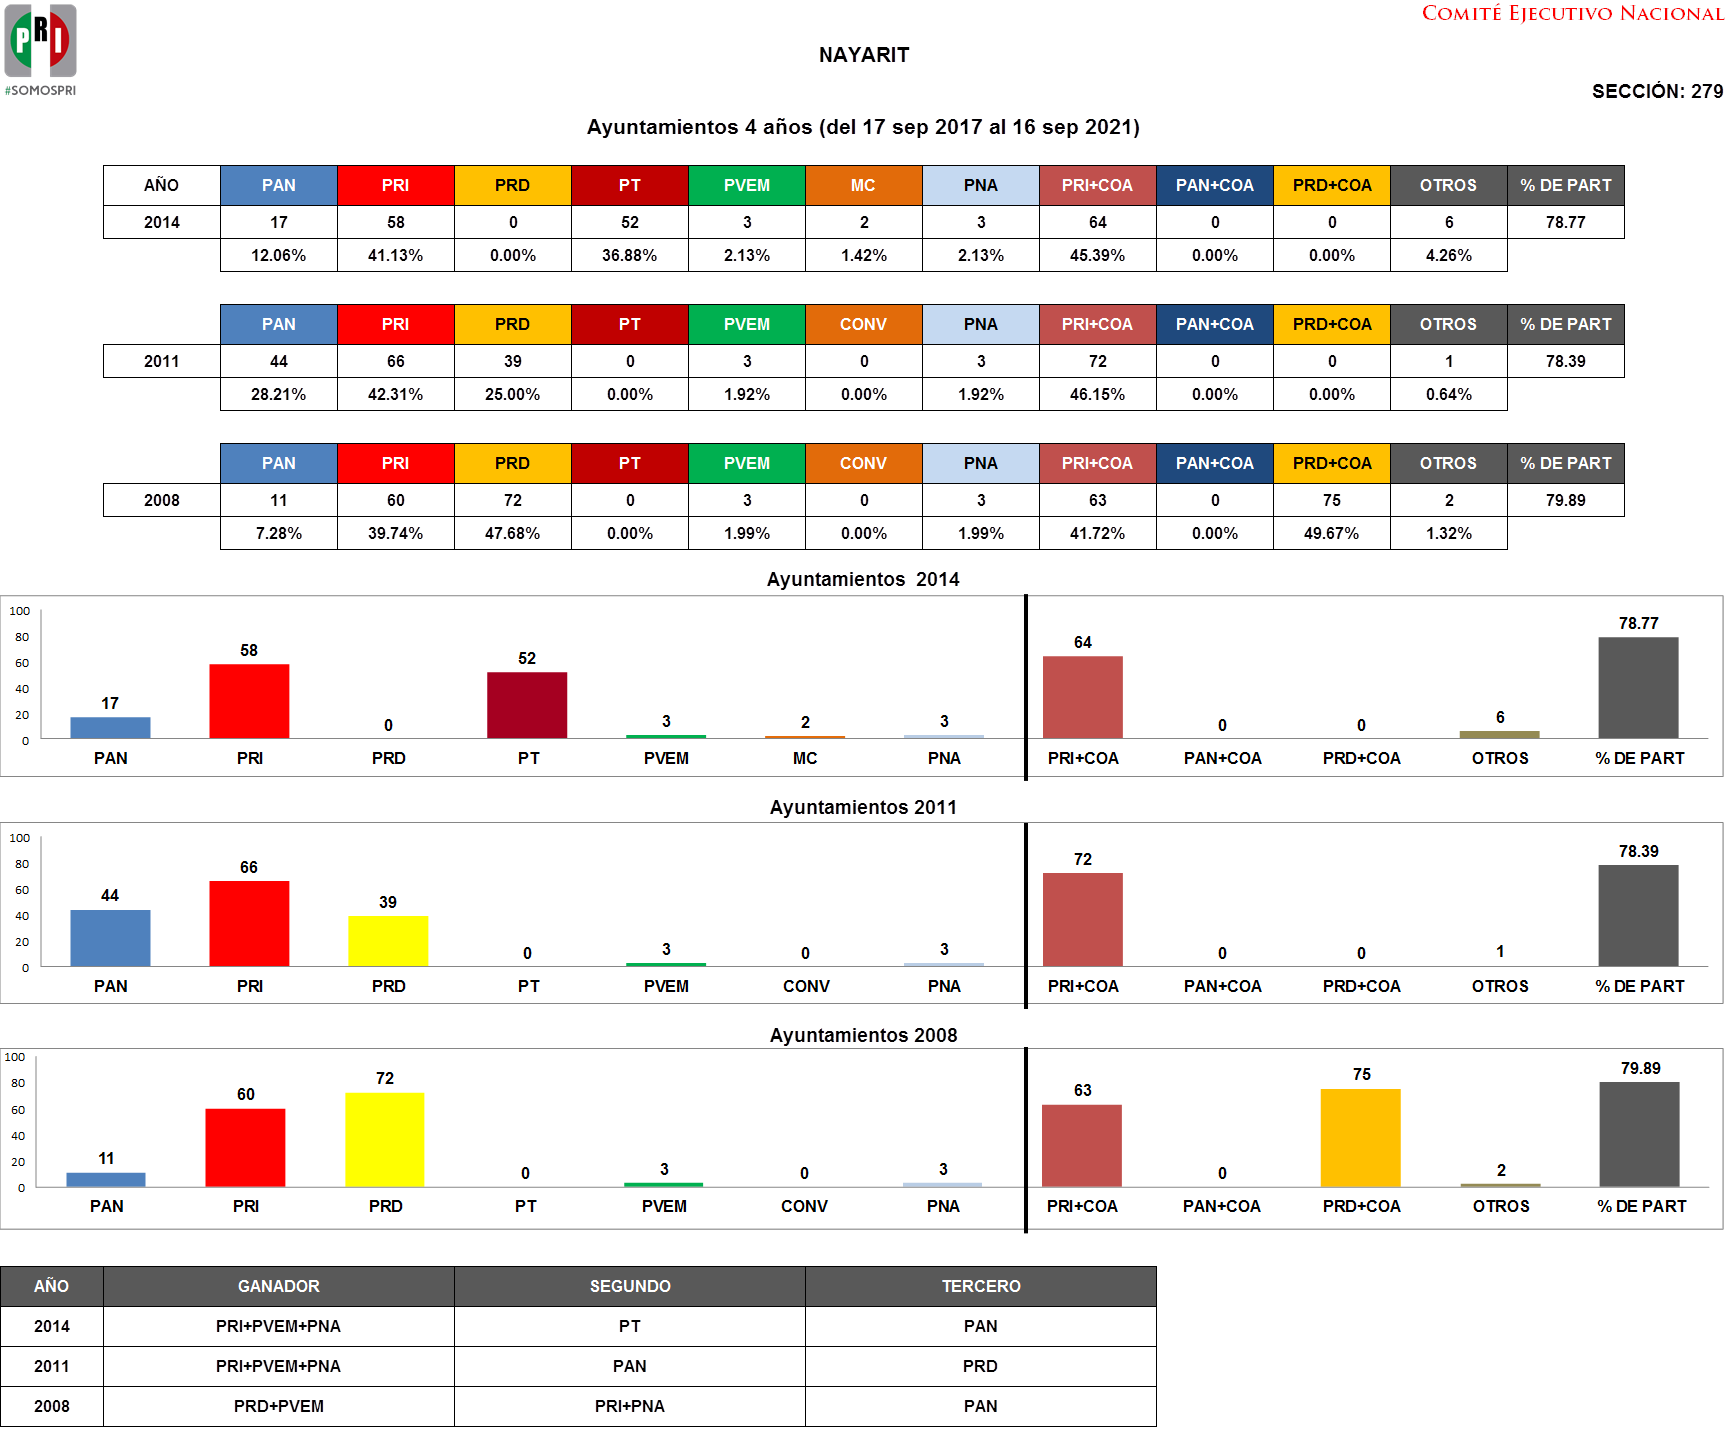 PRI
#SOMOSPRI
COMITÉ EJECUTIVO NACIONAL
NAYARIT
SECCIÓN: 279
Ayuntamientos 4 años (del 17 sep 2017 al 16 sep 2021)
AÑO PAN PRI PRD PT PVEM MC PNA PRI+COA PAN+COA PRD+COA OTROS % DE PART
2014 17 58 0 52 3 2 3 64 0 0 6 78.77
12.06% 41.13% 0.00% 36.88% 2.13% 1.42% 2.13% 45.39% 0.00% 0.00% 4.26%
PAN PRI PRD PT PVEM CONV PNA PRI+COA PAN+COA PRD+COA OTROS % DE PART
2011 44 66 39 0 3 0 3 72 0 0 1 78.39
28.21% 42.31% 25.00% 0.00% 1.92% 0.00% 1.92% 46.15% 0.00% 0.00% 0.64%
PAN PRI PRD PT PVEM CONV PNA PRI+COA PAN+COA PRD+COA OTROS % DE PART
2008 11 60 72 0 3 0 3 63 0 75 2 79.89
7.28% 39.74% 47.68% 0.00% 1.99% 0.00% 1.99% 41.72% 0.00% 49.67% 1.32%
Ayuntamientos 2014
100
80
60
40
20
0
17 58 0 52 3 2 3 64 0 0 6 78.77
PAN PRI PRD PT PVEM MC PNA PRI+COA PAN+COA PRD+COA OTROS % DE PART
Ayuntamientos 2011
100
80
60
40
20
0
44 66 39 0 3 0 3 72 0 0 1 78.39
PAN PRI PRD PT PVEM CONV PNA PRI+COA PAN+COA PRD+COA OTROS % DE PART
Ayuntamientos 2008
100
80
60
40
20
0
11 60 72 0 3 0 3 63 0 75 2 79.89
PAN PRI PRD PT PVEM CONV PNA PRI+COA PAN+COA PRD+COA OTROS % DE PART
AÑO GANADOR SEGUNDO TERCERO
2014 PRI+PVEM+PNA PT PAN
2011 PRI+PVEM+PNA PAN PRD
2008 PRD+PVEM PRI+PNA PAN